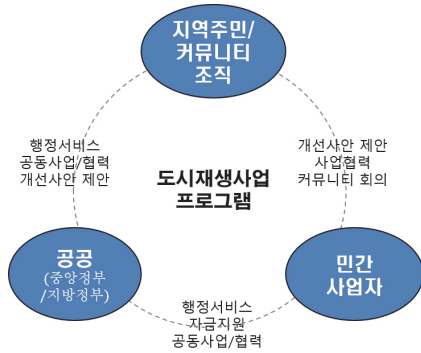 지역주민/
커뮤니티
조직
행정서비스
공동사업/협력
개선사안 제안
개선사안 제안
사업협력
커뮤니티 회의
도시재생사업
프로그램
공공
(중앙정부
/지방정부)
민간
사업자
행정서비스
자금지원
공동사업/협력